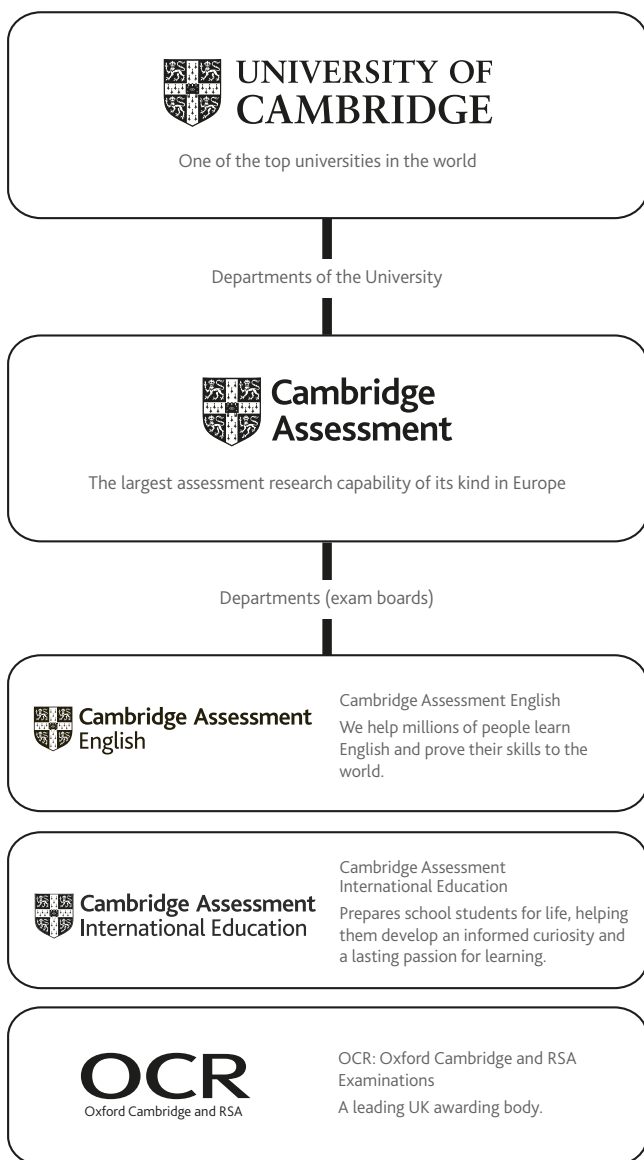 UNIVERSITY OF
CAMBRIDGE
One of the top universities in the world
Departments of the University
Cambridge
Assessment
The largest assessment research capability of its kind in Europe
Departments (exam boards)
Cambridge Assessment
English
Cambridge Assessment English
We help millions of people learn
English and prove their skills to the
world.
Cambridge Assessment
International Education
Cambridge Assessment
International Education
Prepares school students for life, helping
them develop an informed curiosity and
a lasting passion for learning.
OCR
Oxford Cambridge and RSA
OCR: Oxford Cambridge and RSA
Examinations
A leading UK awarding body.